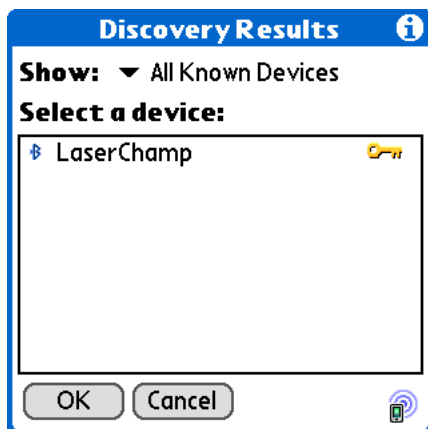 Discovery Results
Show: All Known Devices
Select a device:
LaserChamp
OK Cancel